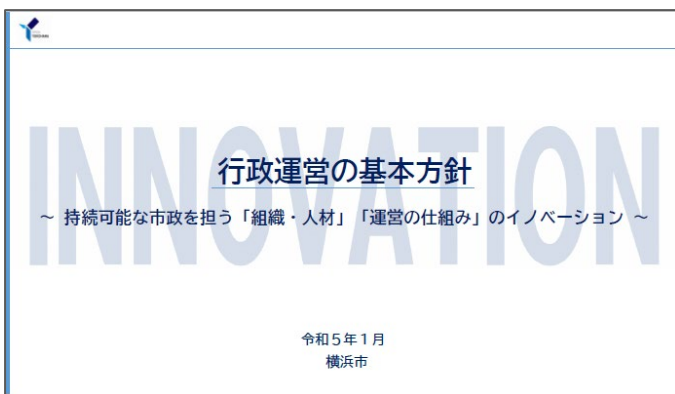 INNOVATION
行政運営の基本方針
~ 持続可能な市政を担う「組織・人材」「運営の仕組み」のイノベーション ~
令和5年1月
横浜市